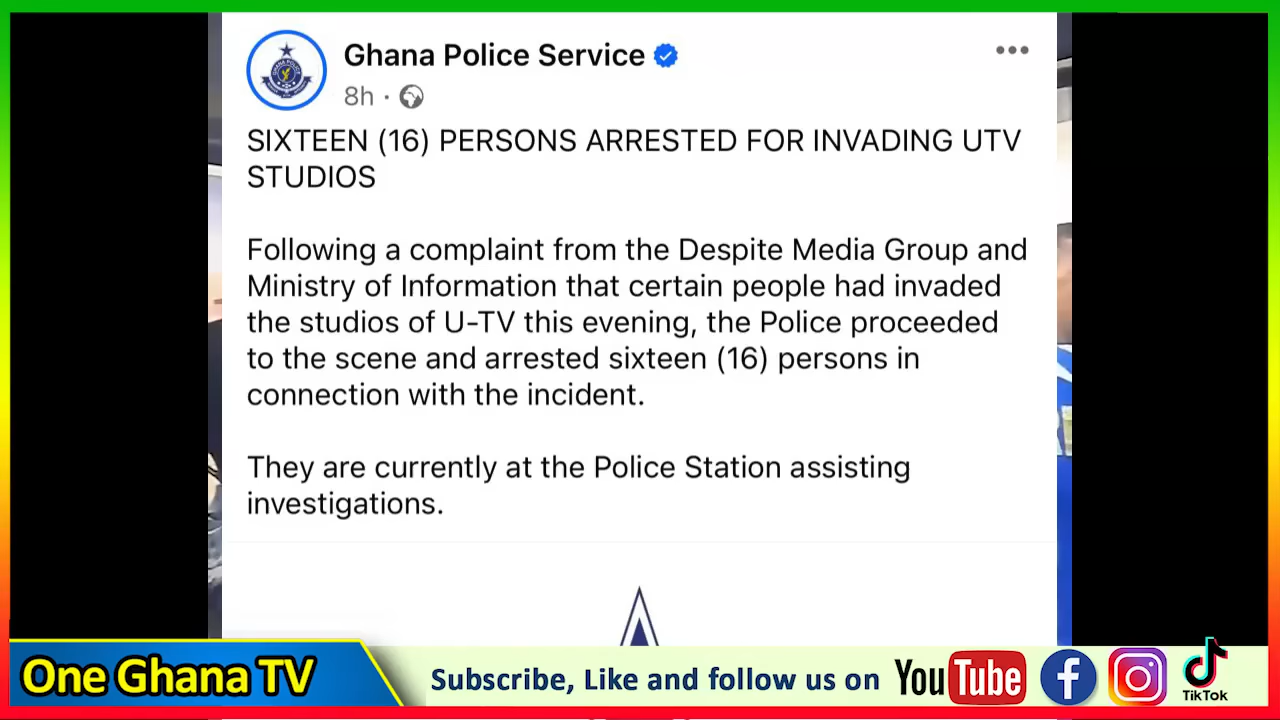 Ghana Police Service
8h ·
SIXTEEN (16) PERSONS ARRESTED FOR INVADING UTV
STUDIOS
Following a complaint from the Despite Media Group and
Ministry of Information that certain people had invaded
the studios of U-TV this evening, the Police proceeded
to the scene and arrested sixteen (16) persons in
connection with the incident.
They are currently at the Police Station assisting
investigations.
One Ghana TV
Subscribe, Like and follow us on YouTube
TikTok